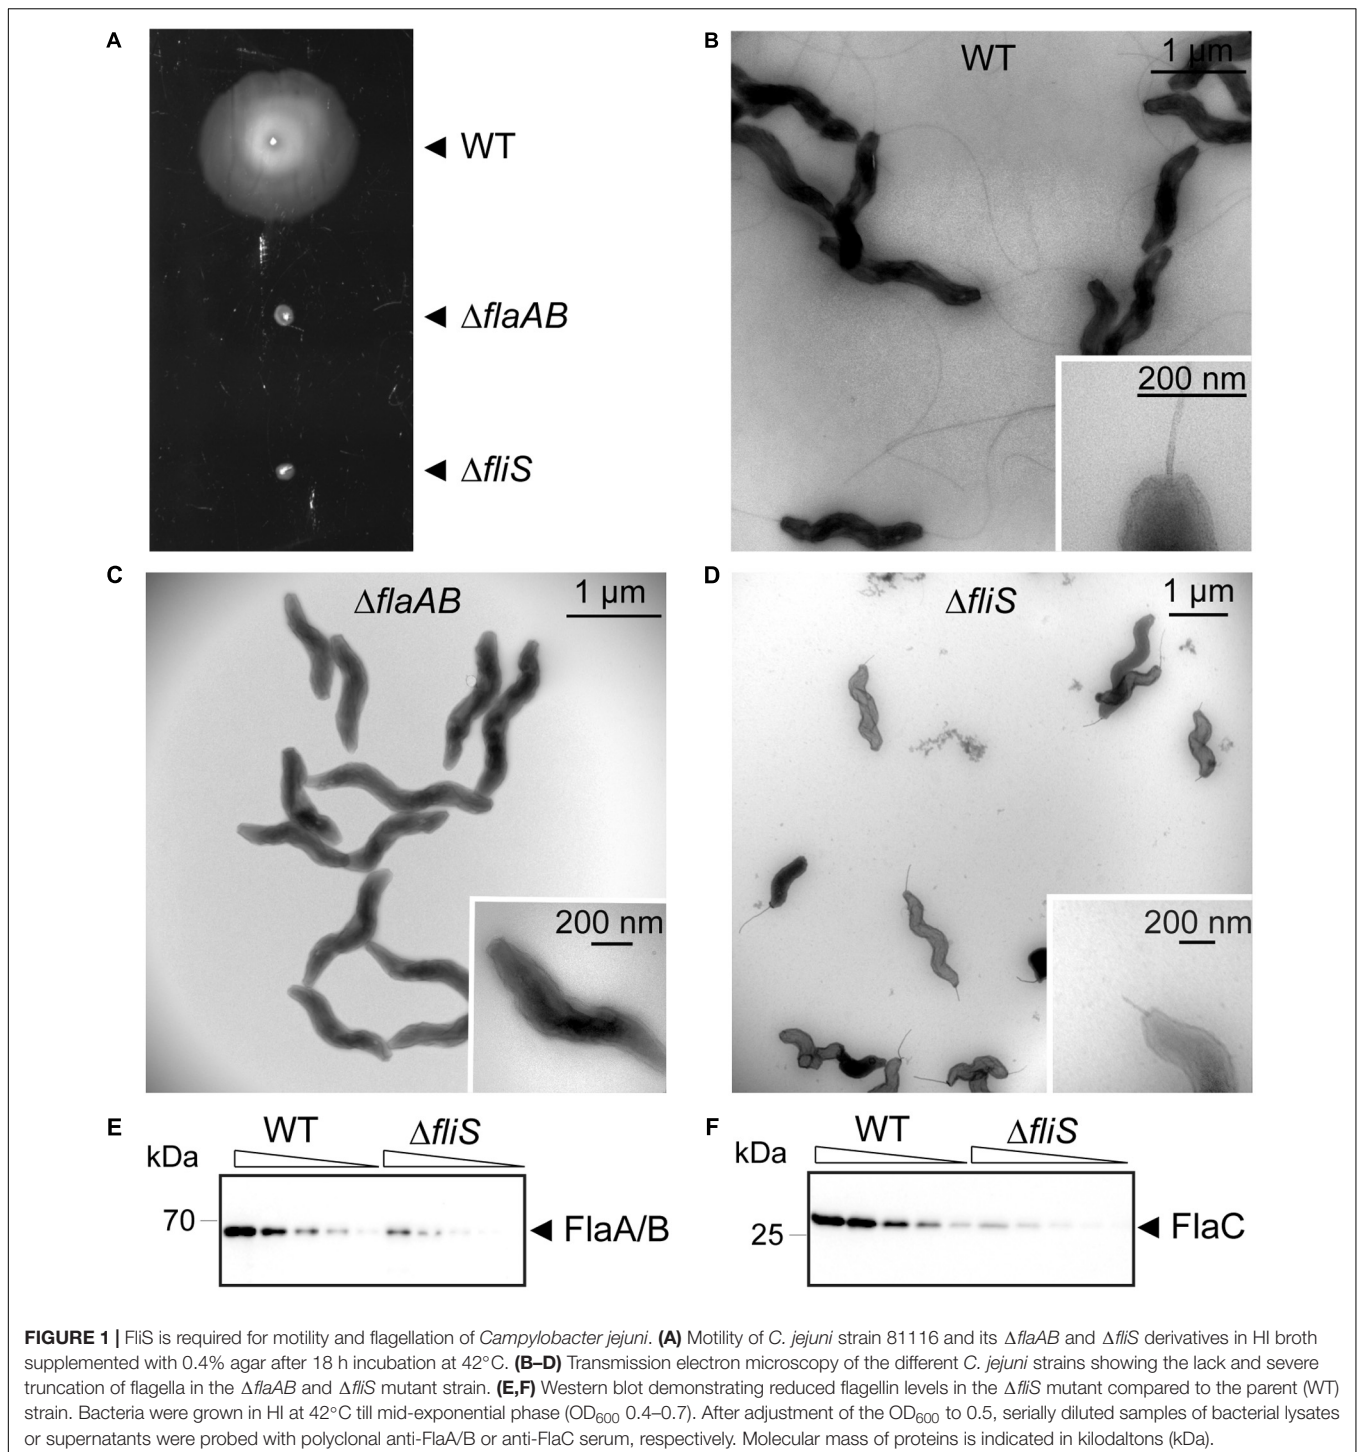 A
WT
ΔflaAB
ΔfliS
B
WT
1 µm
200 nm
C
ΔflaAB
1 µm
200 nm
D
ΔfliS
1 µm
200 nm
E
WT
ΔfliS
kDa
70
FlaA/B
F
WT
ΔfliS
kDa
25
FlaC
FIGURE 1 | FliS is required for motility and flagellation of Campylobacter jejuni. (A) Motility of C. jejuni strain 81116 and its ΔflaAB and ΔfliS derivatives in HI broth
supplemented with 0.4% agar after 18 h incubation at 42°C. (B–D) Transmission electron microscopy of the different C. jejuni strains showing the lack and severe
truncation of flagella in the ΔflaAB and ΔfliS mutant strain. (E,F) Western blot demonstrating reduced flagellin levels in the ΔfliS mutant compared to the parent (WT)
strain. Bacteria were grown in HI at 42°C till mid-exponential phase (OD600 0.4–0.7). After adjustment of the OD600 to 0.5, serially diluted samples of bacterial lysates
or supernatants were probed with polyclonal anti-FlaA/B or anti-FlaC serum, respectively. Molecular mass of proteins is indicated in kilodaltons (kDa).